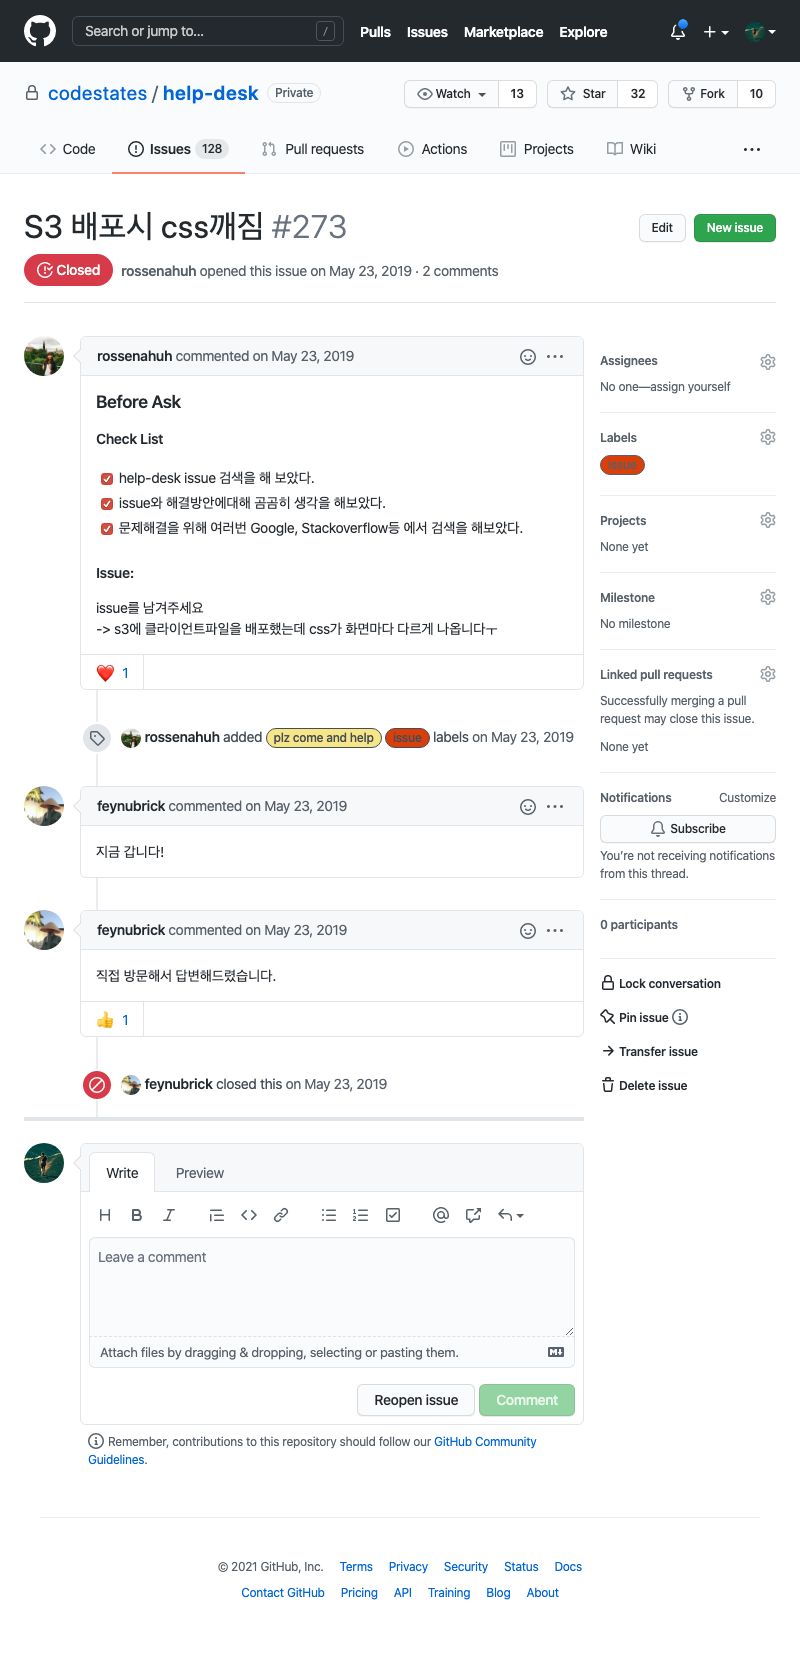 Search or jump to... /
Pulls Issues Marketplace Explore
codestates / help-desk Private
Watch 13 Star 32 Fork 10
Code Issues 128 Pull requests Actions Projects Wiki
S3 배포시 css깨짐 #273
Edit New issue
Closed rossenahuh opened this issue on May 23, 2019 · 2 comments
rossenahuh commented on May 23, 2019
Before Ask
Check List
help-desk issue 검색을 해 보았다.
issue와 해결방안에대해 곰곰히 생각을 해보았다.
문제해결을 위해 여러번 Google, Stackoverflow등 에서 검색을 해보았다.
Issue:
issue를 남겨주세요
-> s3에 클라이언트파일을 배포했는데 css가 화면마다 다르게 나옵니다ㅜ
1
rossenahuh added plz come and help issue labels on May 23, 2019
feynubrick commented on May 23, 2019
지금 갑니다!
feynubrick commented on May 23, 2019
직접 방문해서 답변해드렸습니다.
1
feynubrick closed this on May 23, 2019
Assignees
No one—assign yourself
Labels
issue
Projects
None yet
Milestone
No milestone
Linked pull requests
Successfully merging a pull
request may close this issue.
None yet
Notifications Customize
Subscribe
You're not receiving notifications
from this thread.
0 participants
Lock conversation
Pin issue
Transfer issue
Delete issue
Write Preview
Leave a comment
Attach files by dragging & dropping, selecting or pasting them.
Reopen issue Comment
Remember, contributions to this repository should follow our GitHub Community
Guidelines.
© 2021 GitHub, Inc. Terms Privacy Security Status Docs
Contact GitHub Pricing API Training Blog About